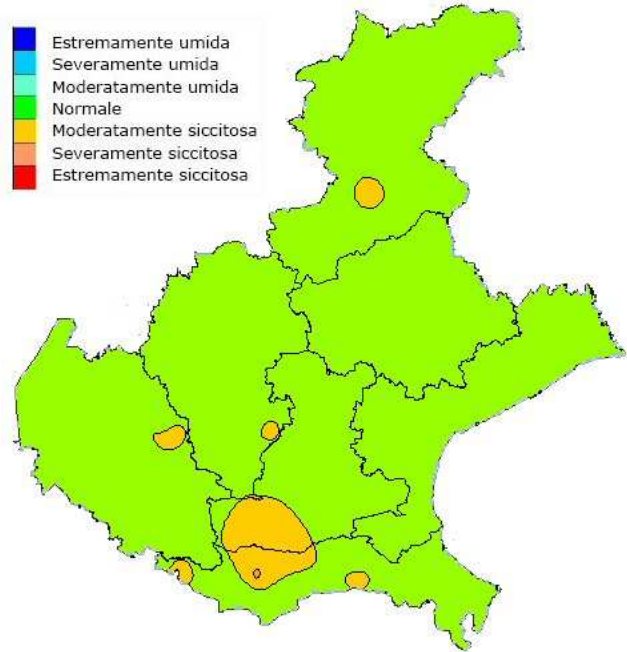 Estremamente umida
Severamente umida
Moderatamente umida
Normale
Moderatamente siccitosa
Severamente siccitosa
Estremamente siccitosa